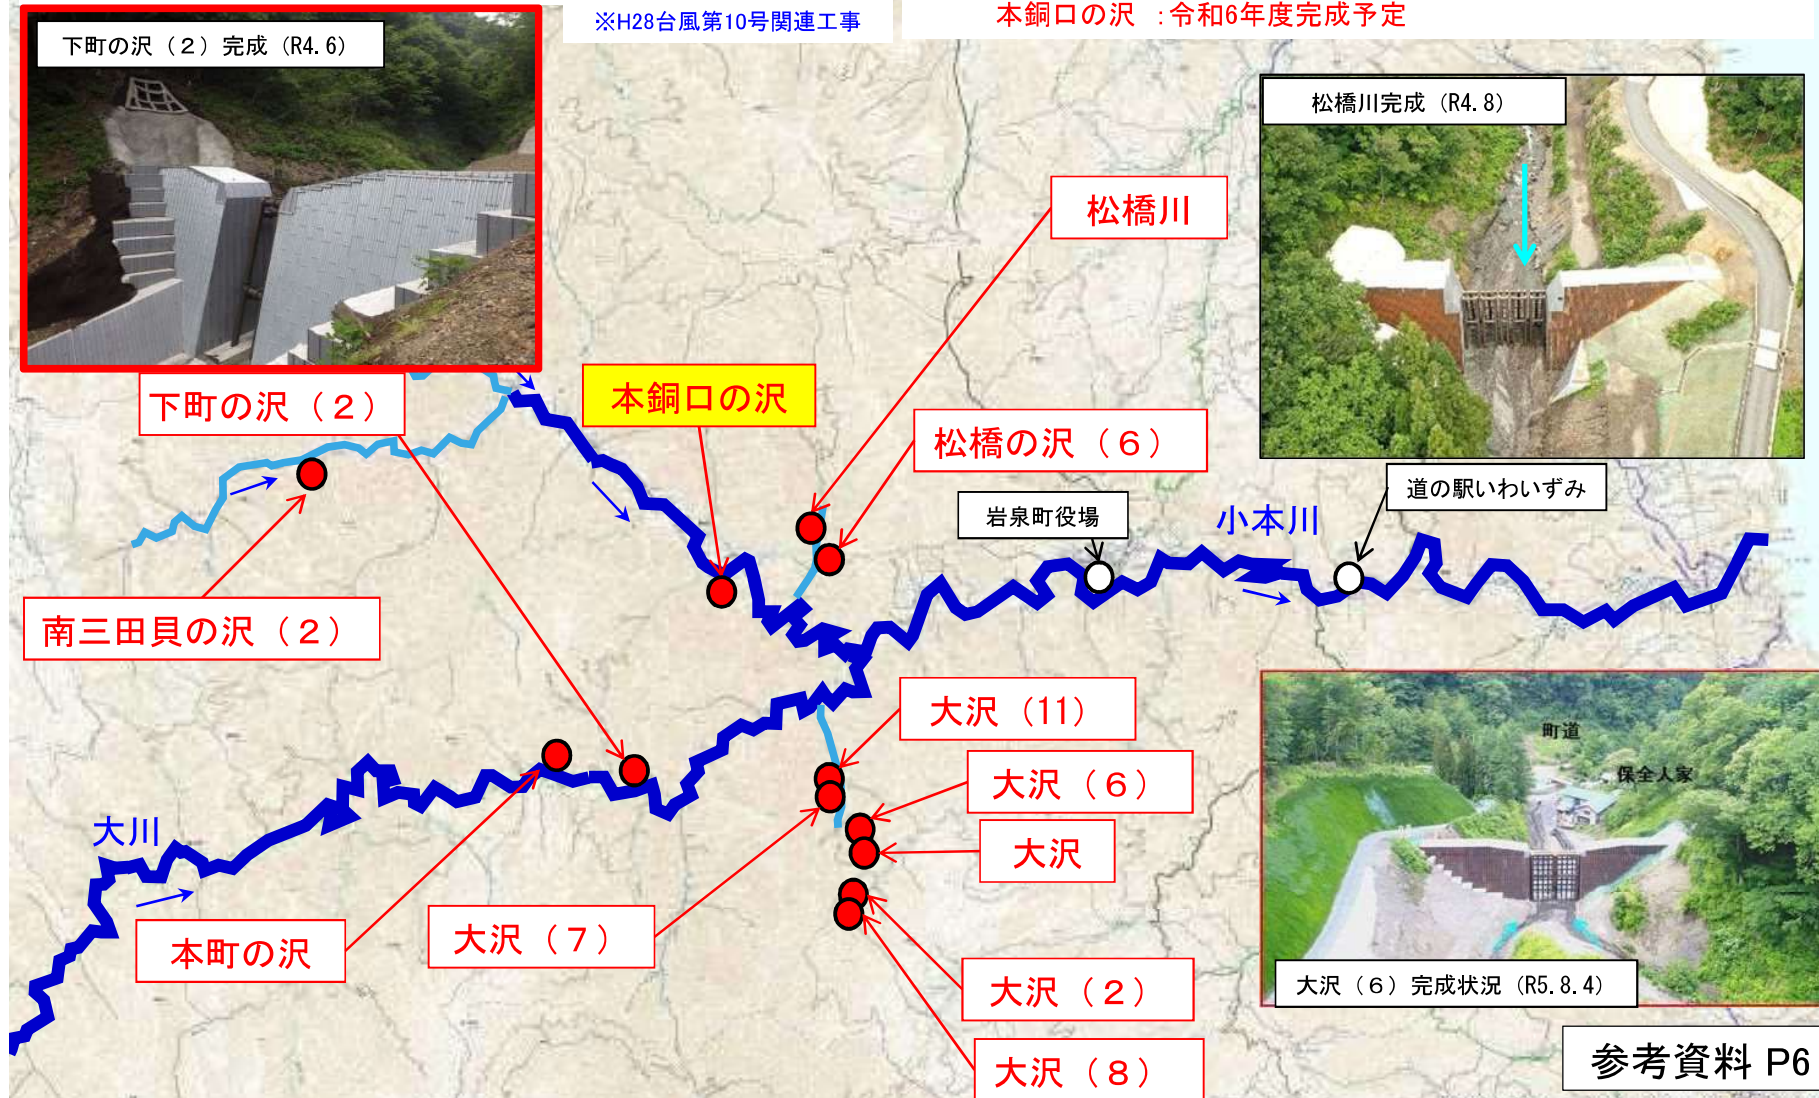 ※H28台風第10号関連工事
本銅口の沢 :令和6年度完成予定
下町の沢（2）完成（R4.6）
松橋川完成（R4.8）
松橋川
下町の沢（2）
本銅口の沢
松橋の沢（6）
道の駅いわいずみ
岩泉町役場
小本川
南三田貝の沢（2）
大沢（11）
大沢（6）
町道
保全人家
大川
大沢
本町の沢
大沢（7）
大沢（2）
大沢（6）完成状況（R5.8.4）
大沢（8）
参考資料 P6